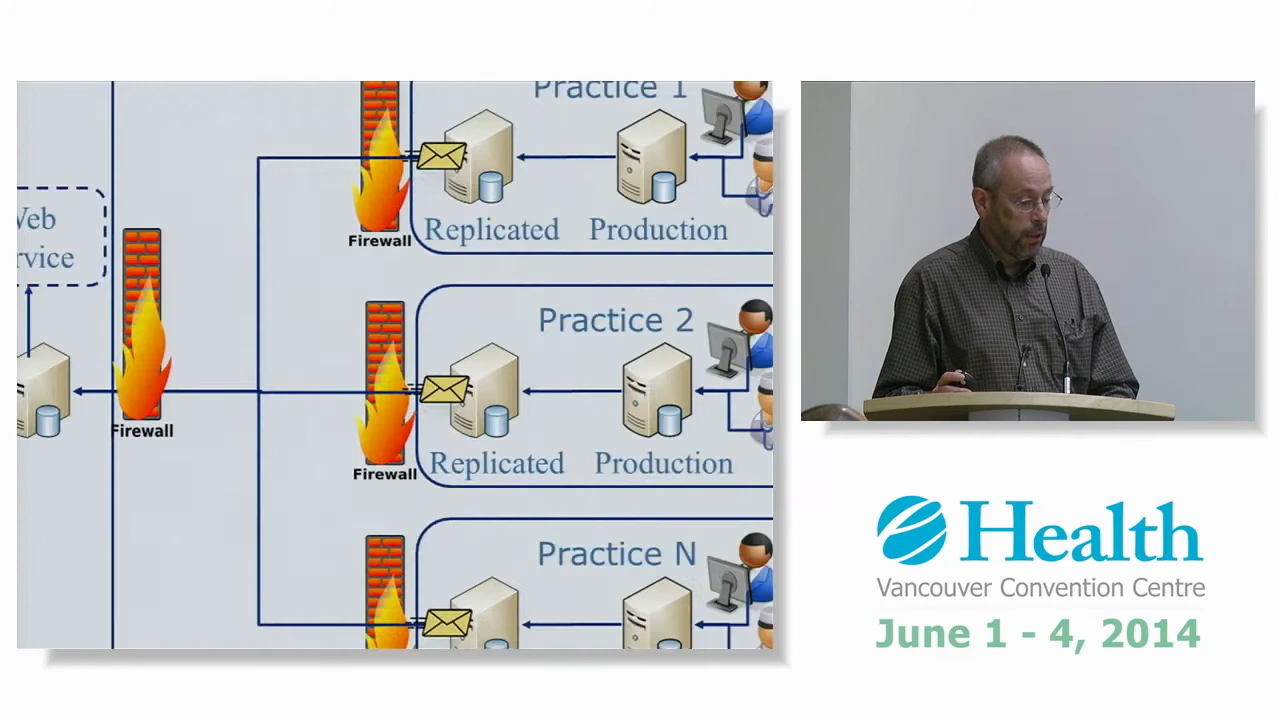 Practice 1
Replicated
Production
Firewall
Web
Service
Firewall
Practice 2
Replicated
Production
Firewall
Practice N
Health
Vancouver Convention Centre
June 1 - 4, 2014